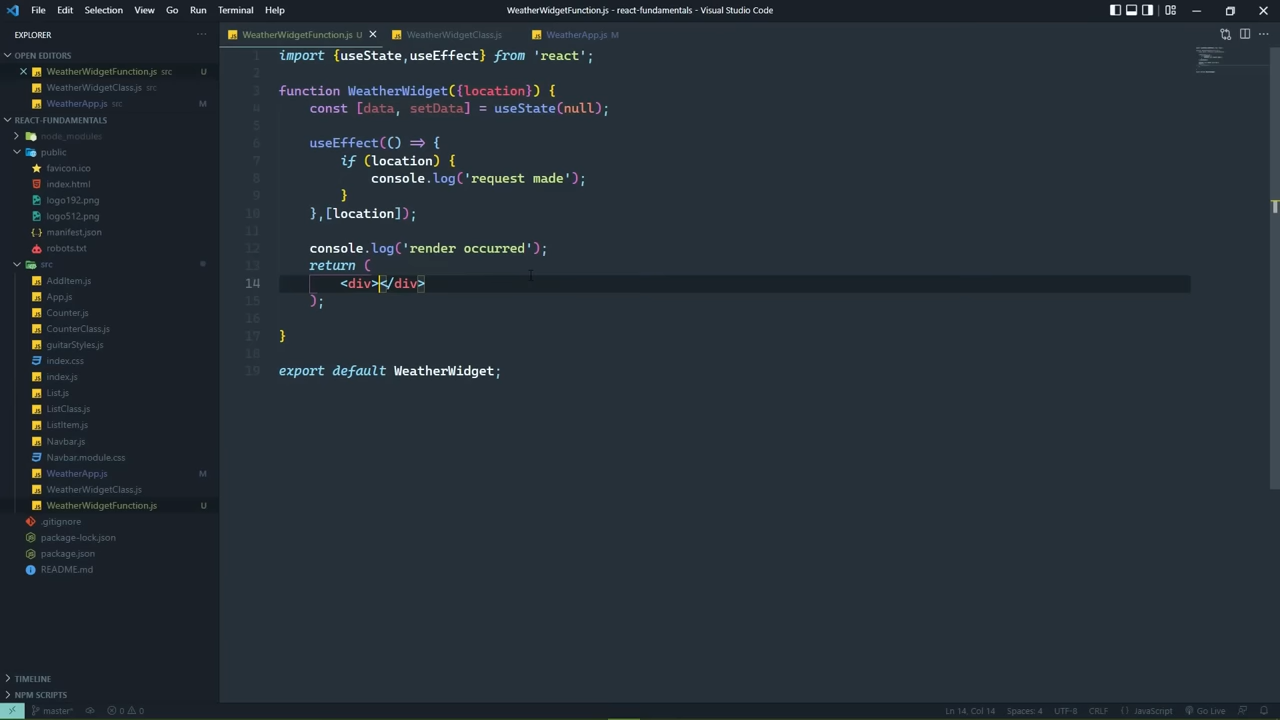 File Edit Selection View Go Run Terminal Help
WeatherWidgetFunction.js - react-fundamentals - Visual Studio Code
EXPLORER
OPEN EDITORS
WeatherWidgetFunction.js src U
WeatherWidgetClass.js src
WeatherApp.js src M
REACT-FUNDAMENTALS
node_modules
public
favicon.ico
index.html
logo192.png
logo512.png
manifest.json
robots.txt
src
AddItem.js
App.js
Counter.js
CounterClass.js
guitarStyles.js
index.css
index.js
List.js
ListClass.js
ListItem.js
Navbar.js
Navbar.module.css
WeatherApp.js M
WeatherWidgetClass.js
WeatherWidgetFunction.js U
.gitignore
package-lock.json
package.json
README.md
TIMELINE
NPM SCRIPTS
WeatherWidgetFunction.js U WeatherWidgetClass.js WeatherApp.js M
1 import {useState,useEffect} from 'react';
2
3 function WeatherWidget({location}) {
4 const [data, setData] = useState(null);
5
6 useEffect(() => {
7 if (location) {
8 console.log('request made');
9 }
10 },[location]);
11
12 console.log('render occurred');
13 return (
14 <div></div>
15 );
16
17 }
18
19 export default WeatherWidget;
master* 0 0 Ln 14, Col 14 Spaces: 4 UTF-8 CRLF {} JavaScript Go Live